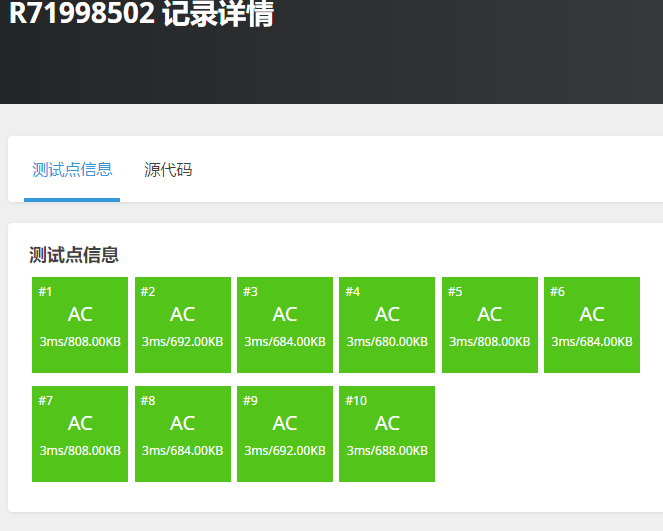 R71998502 记录详情
测试点信息 源代码
测试点信息
#1 #2 #3 #4 #5 #6
AC AC AC AC AC AC
3ms/808.00KB 3ms/692.00KB 3ms/684.00KB 3ms/680.00KB 3ms/808.00KB 3ms/684.00KB
#7 #8 #9 #10
AC AC AC AC
3ms/808.00KB 3ms/684.00KB 3ms/692.00KB 3ms/688.00KB